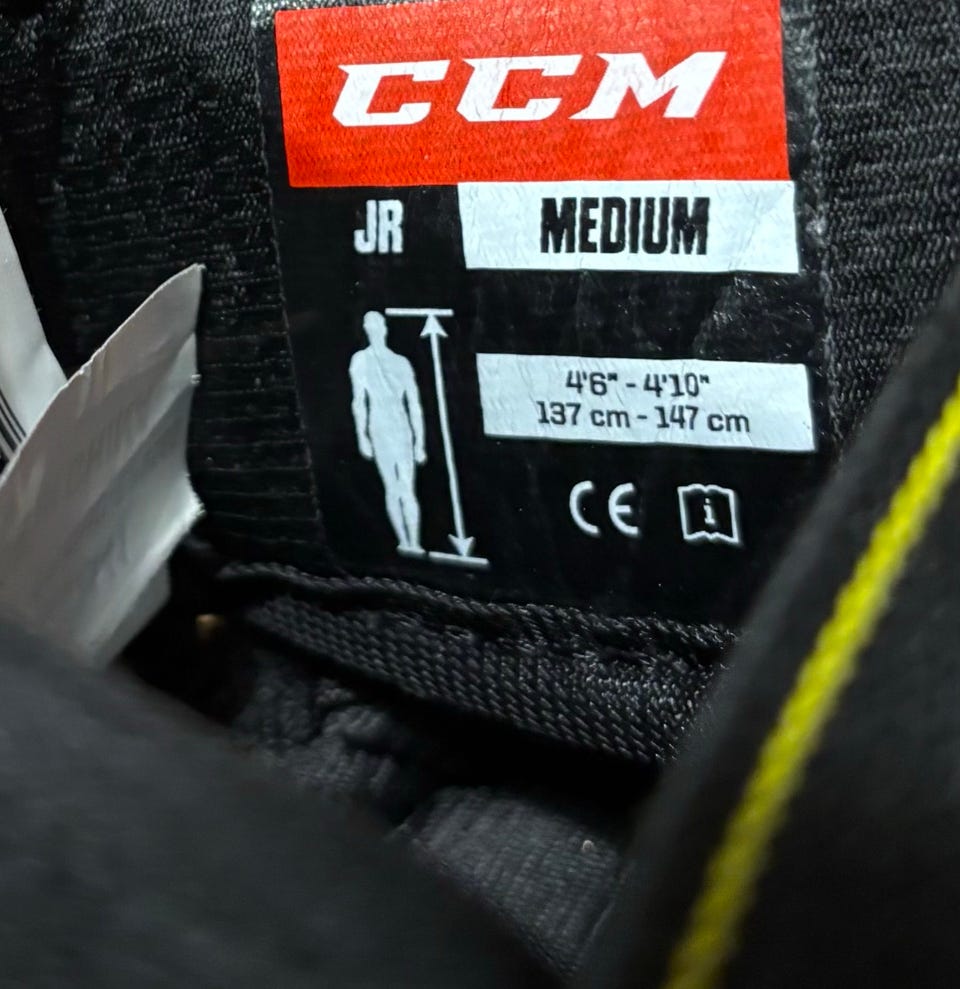 CCM
JR MEDIUM
4'6" - 4'10"
137 cm - 147 cm
CE i